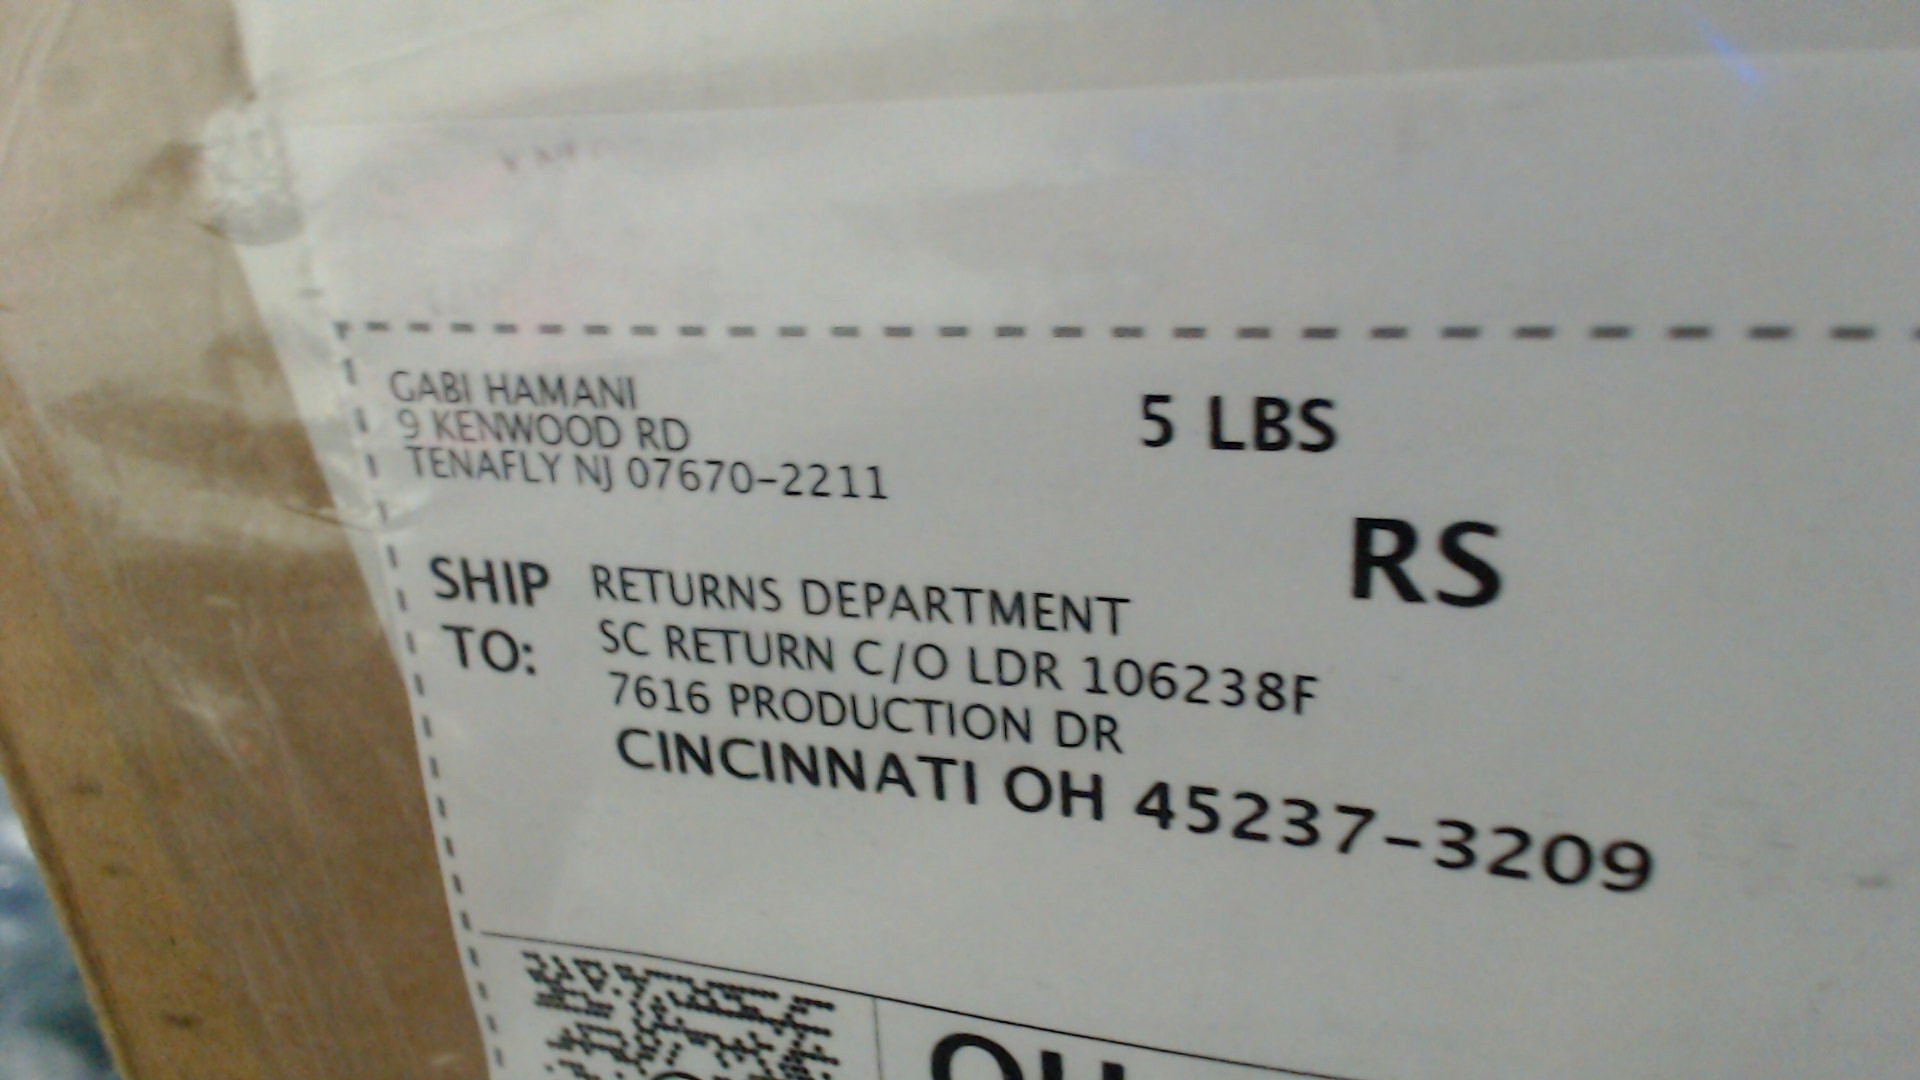 GABI HAMANI
9 KENWOOD RD
TENAFLY NJ 07670-2211
5 LBS
RS
SHIP TO:
RETURNS DEPARTMENT
SC RETURN C/O LDR 106238F
7616 PRODUCTION DR
CINCINNATI OH 45237-3209